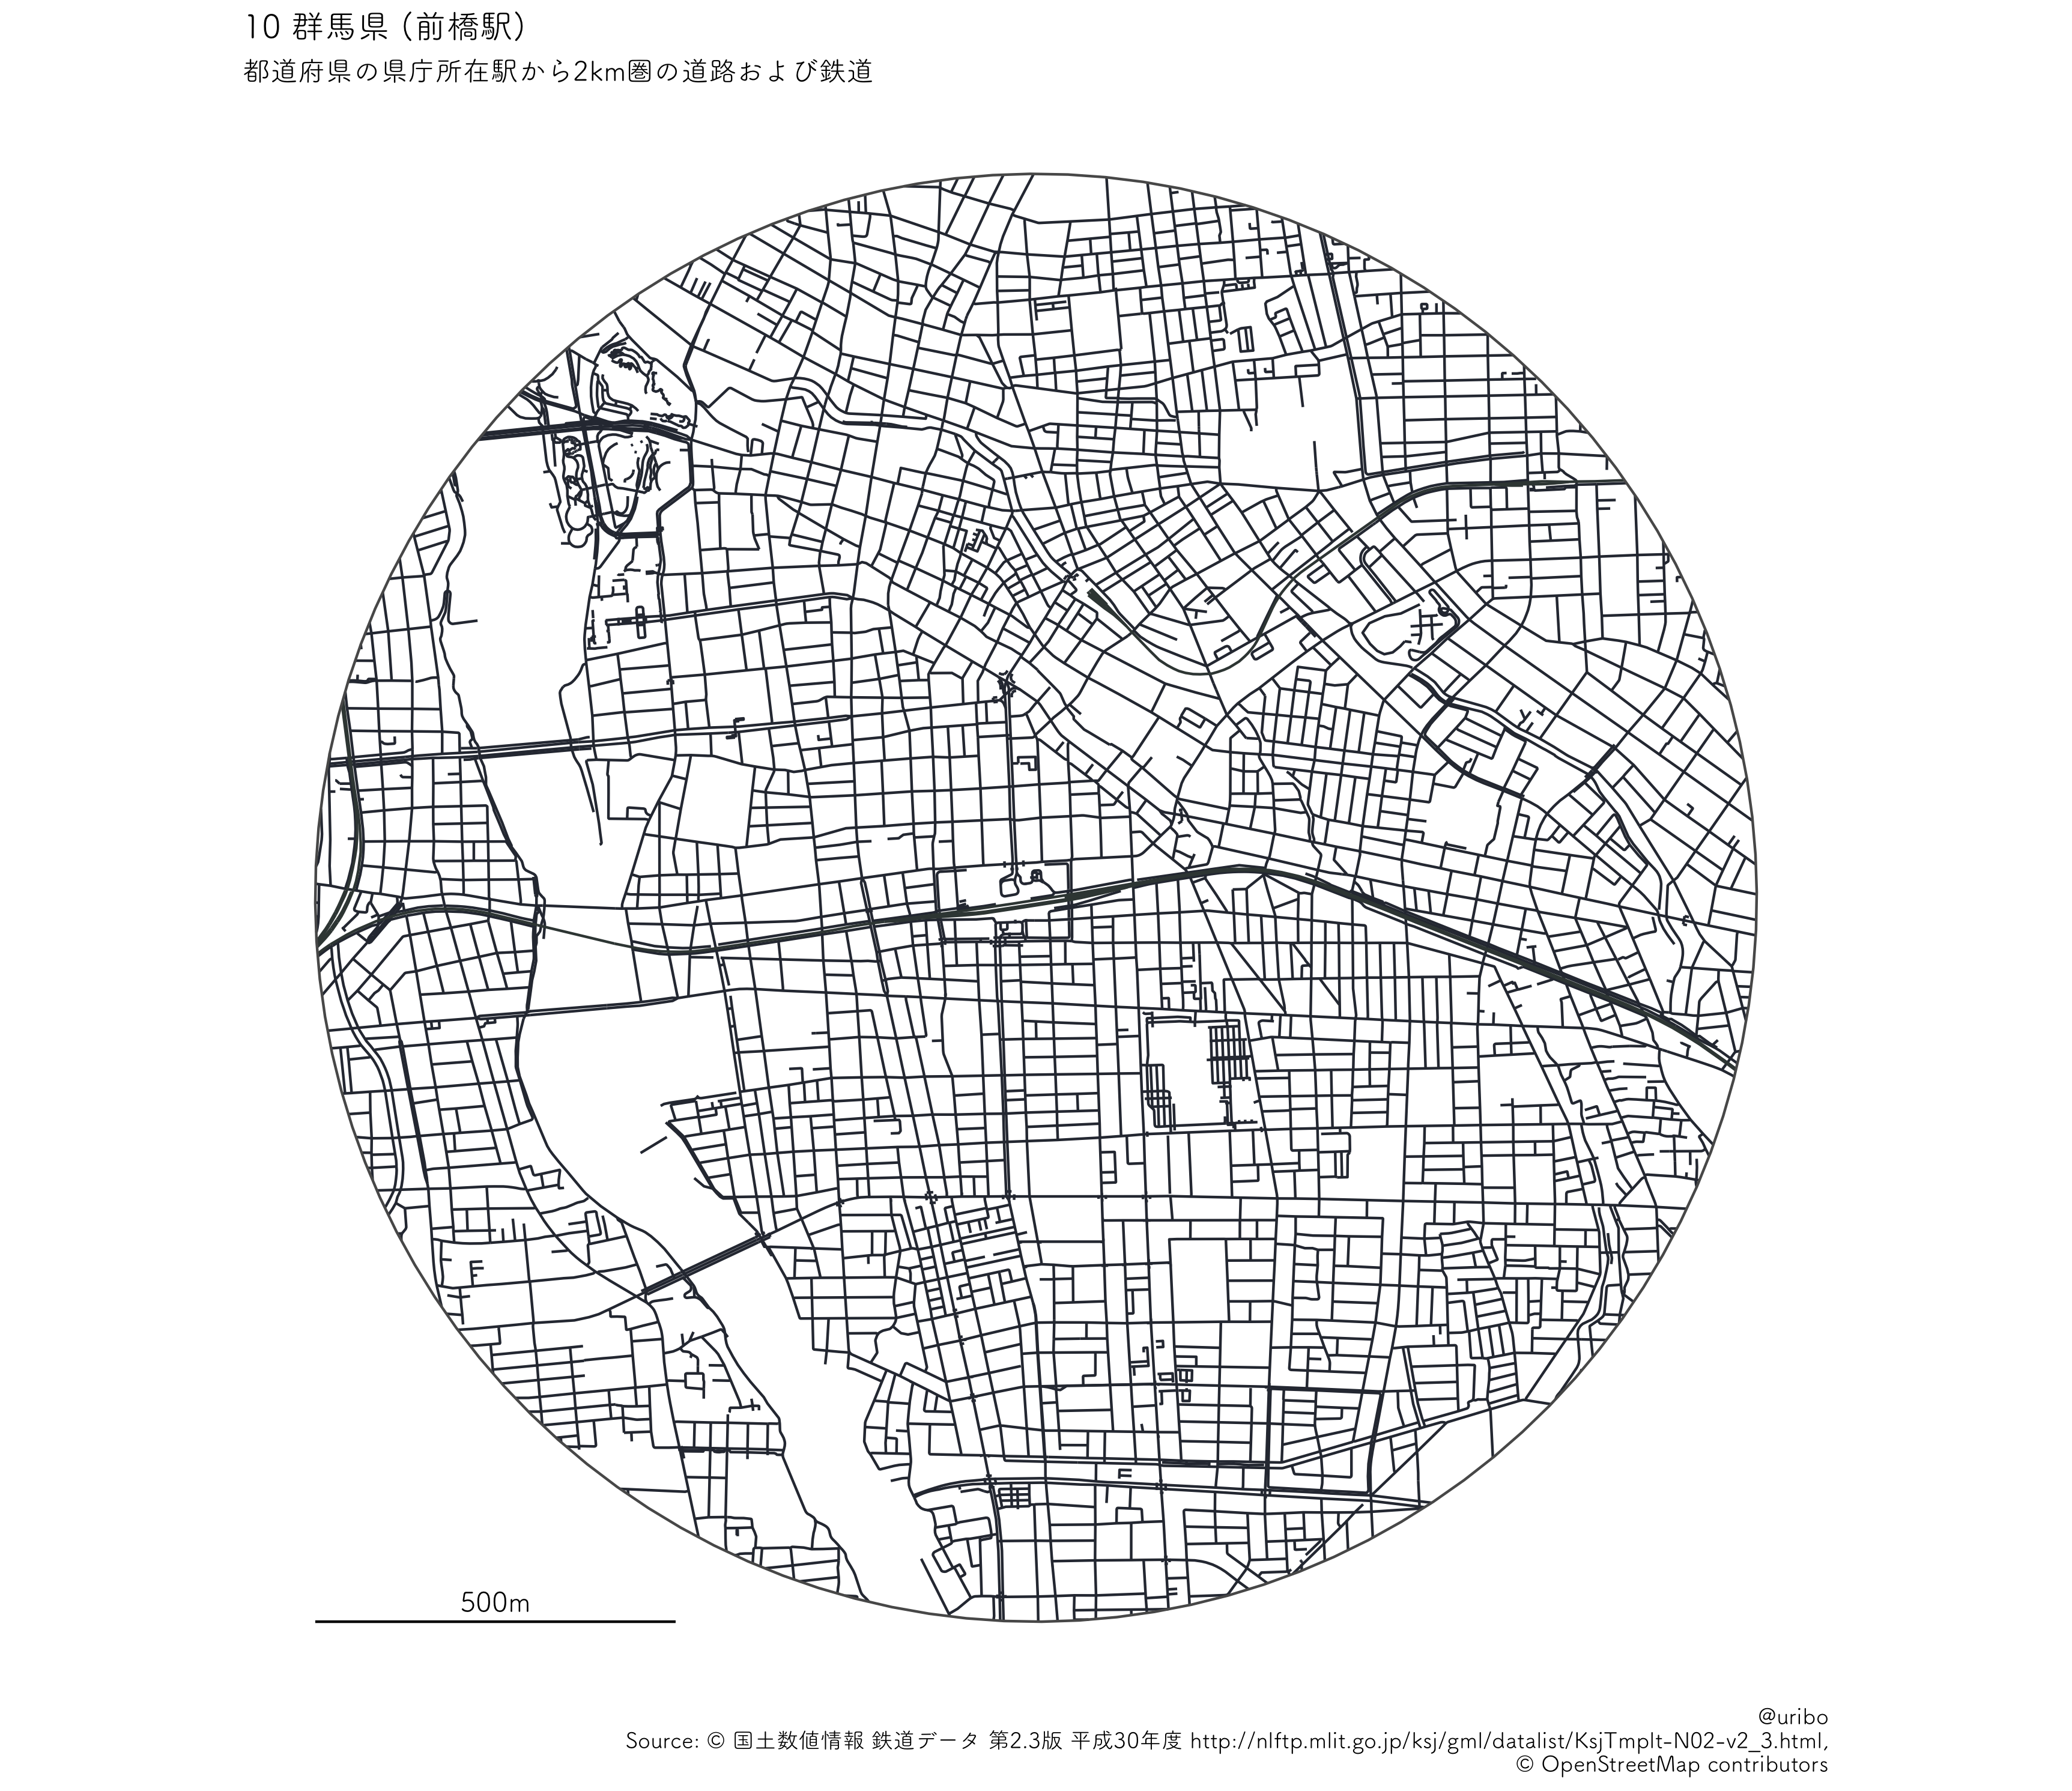 10 群馬県 (前橋駅)
都道府県の県庁所在駅から2km圏の道路および鉄道
500m
@uribo
Source: © 国土数値情報 鉄道データ 第2.3版 平成30年度 http://nlftp.mlit.go.jp/ksj/gml/datalist/KsjTmplt-N02-v2_3.html,
© OpenStreetMap contributors